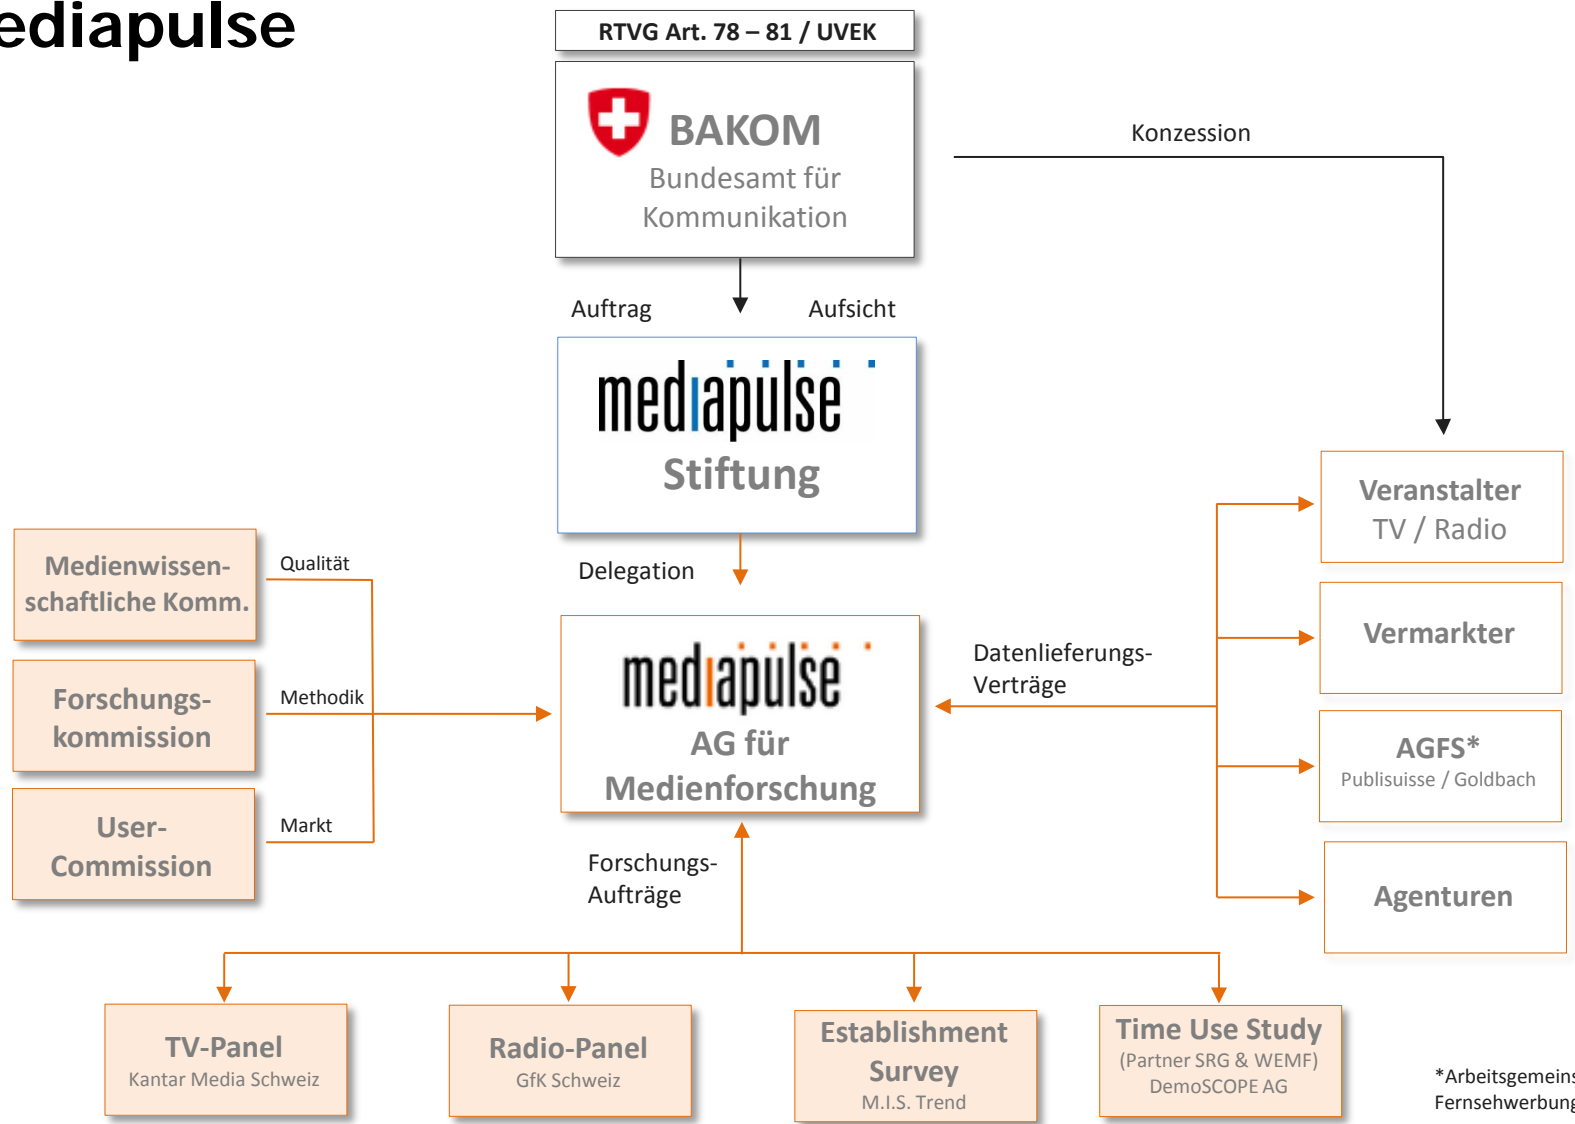 ediapulse
RTVG Art. 78 – 81 / UVEK
BAKOM
Bundesamt für
Kommunikation
Konzession
Auftrag
Aufsicht
mediapulse
Stiftung
Delegation
Medienwissen-
schaftliche Komm.
Qualität
Forschungs-
kommission
Methodik
User-
Commission
Markt
mediapulse
AG für
Medienforschung
Datenlieferungs-
Verträge
Veranstalter
TV / Radio
Vermarkter
AGFS*
Publisuisse / Goldbach
Agenturen
Forschungs-
Aufträge
TV-Panel
Kantar Media Schweiz
Radio-Panel
GfK Schweiz
Establishment
Survey
M.I.S. Trend
Time Use Study
(Partner SRG & WEMF)
DemoSCOPE AG
*Arbeitsgemeins
Fernsehwerbung